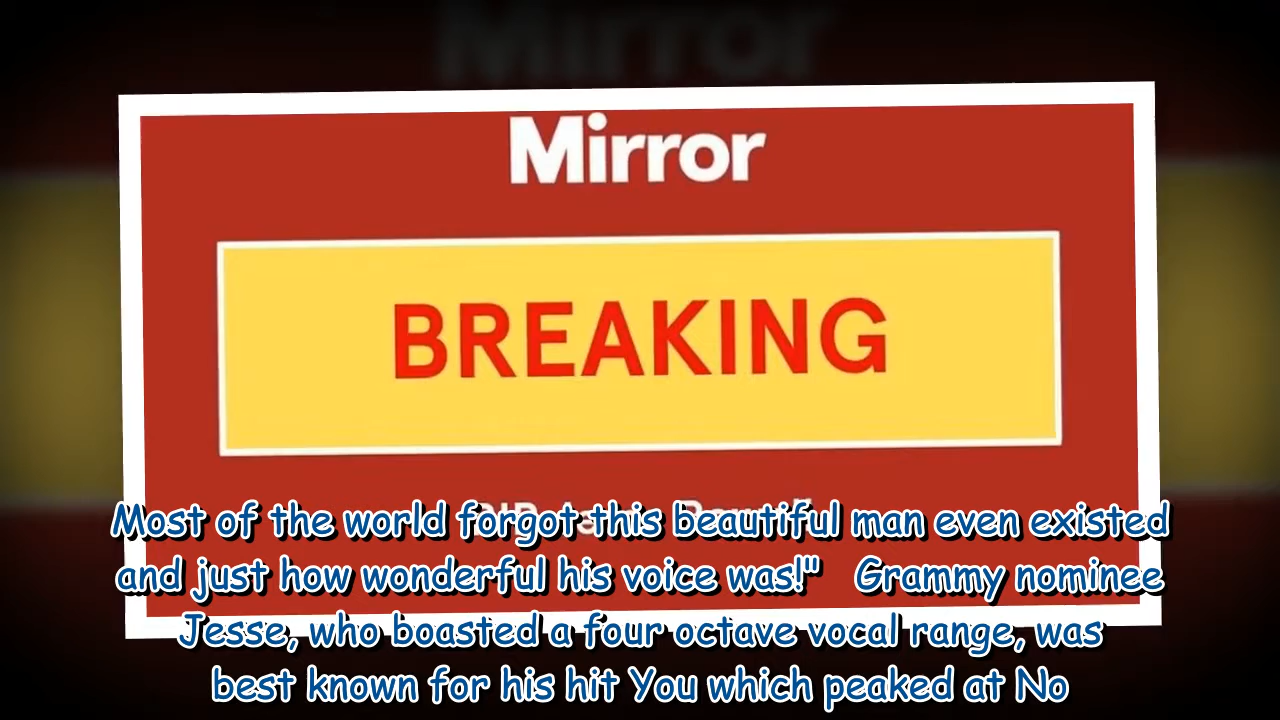 Mirror
Mirror
BREAKING
Most of the world forgot this beautiful man even existed
and just how wonderful his voice was!" Grammy nominee
Jesse, who boasted a four octave vocal range, was
best known for his hit You which peaked at No